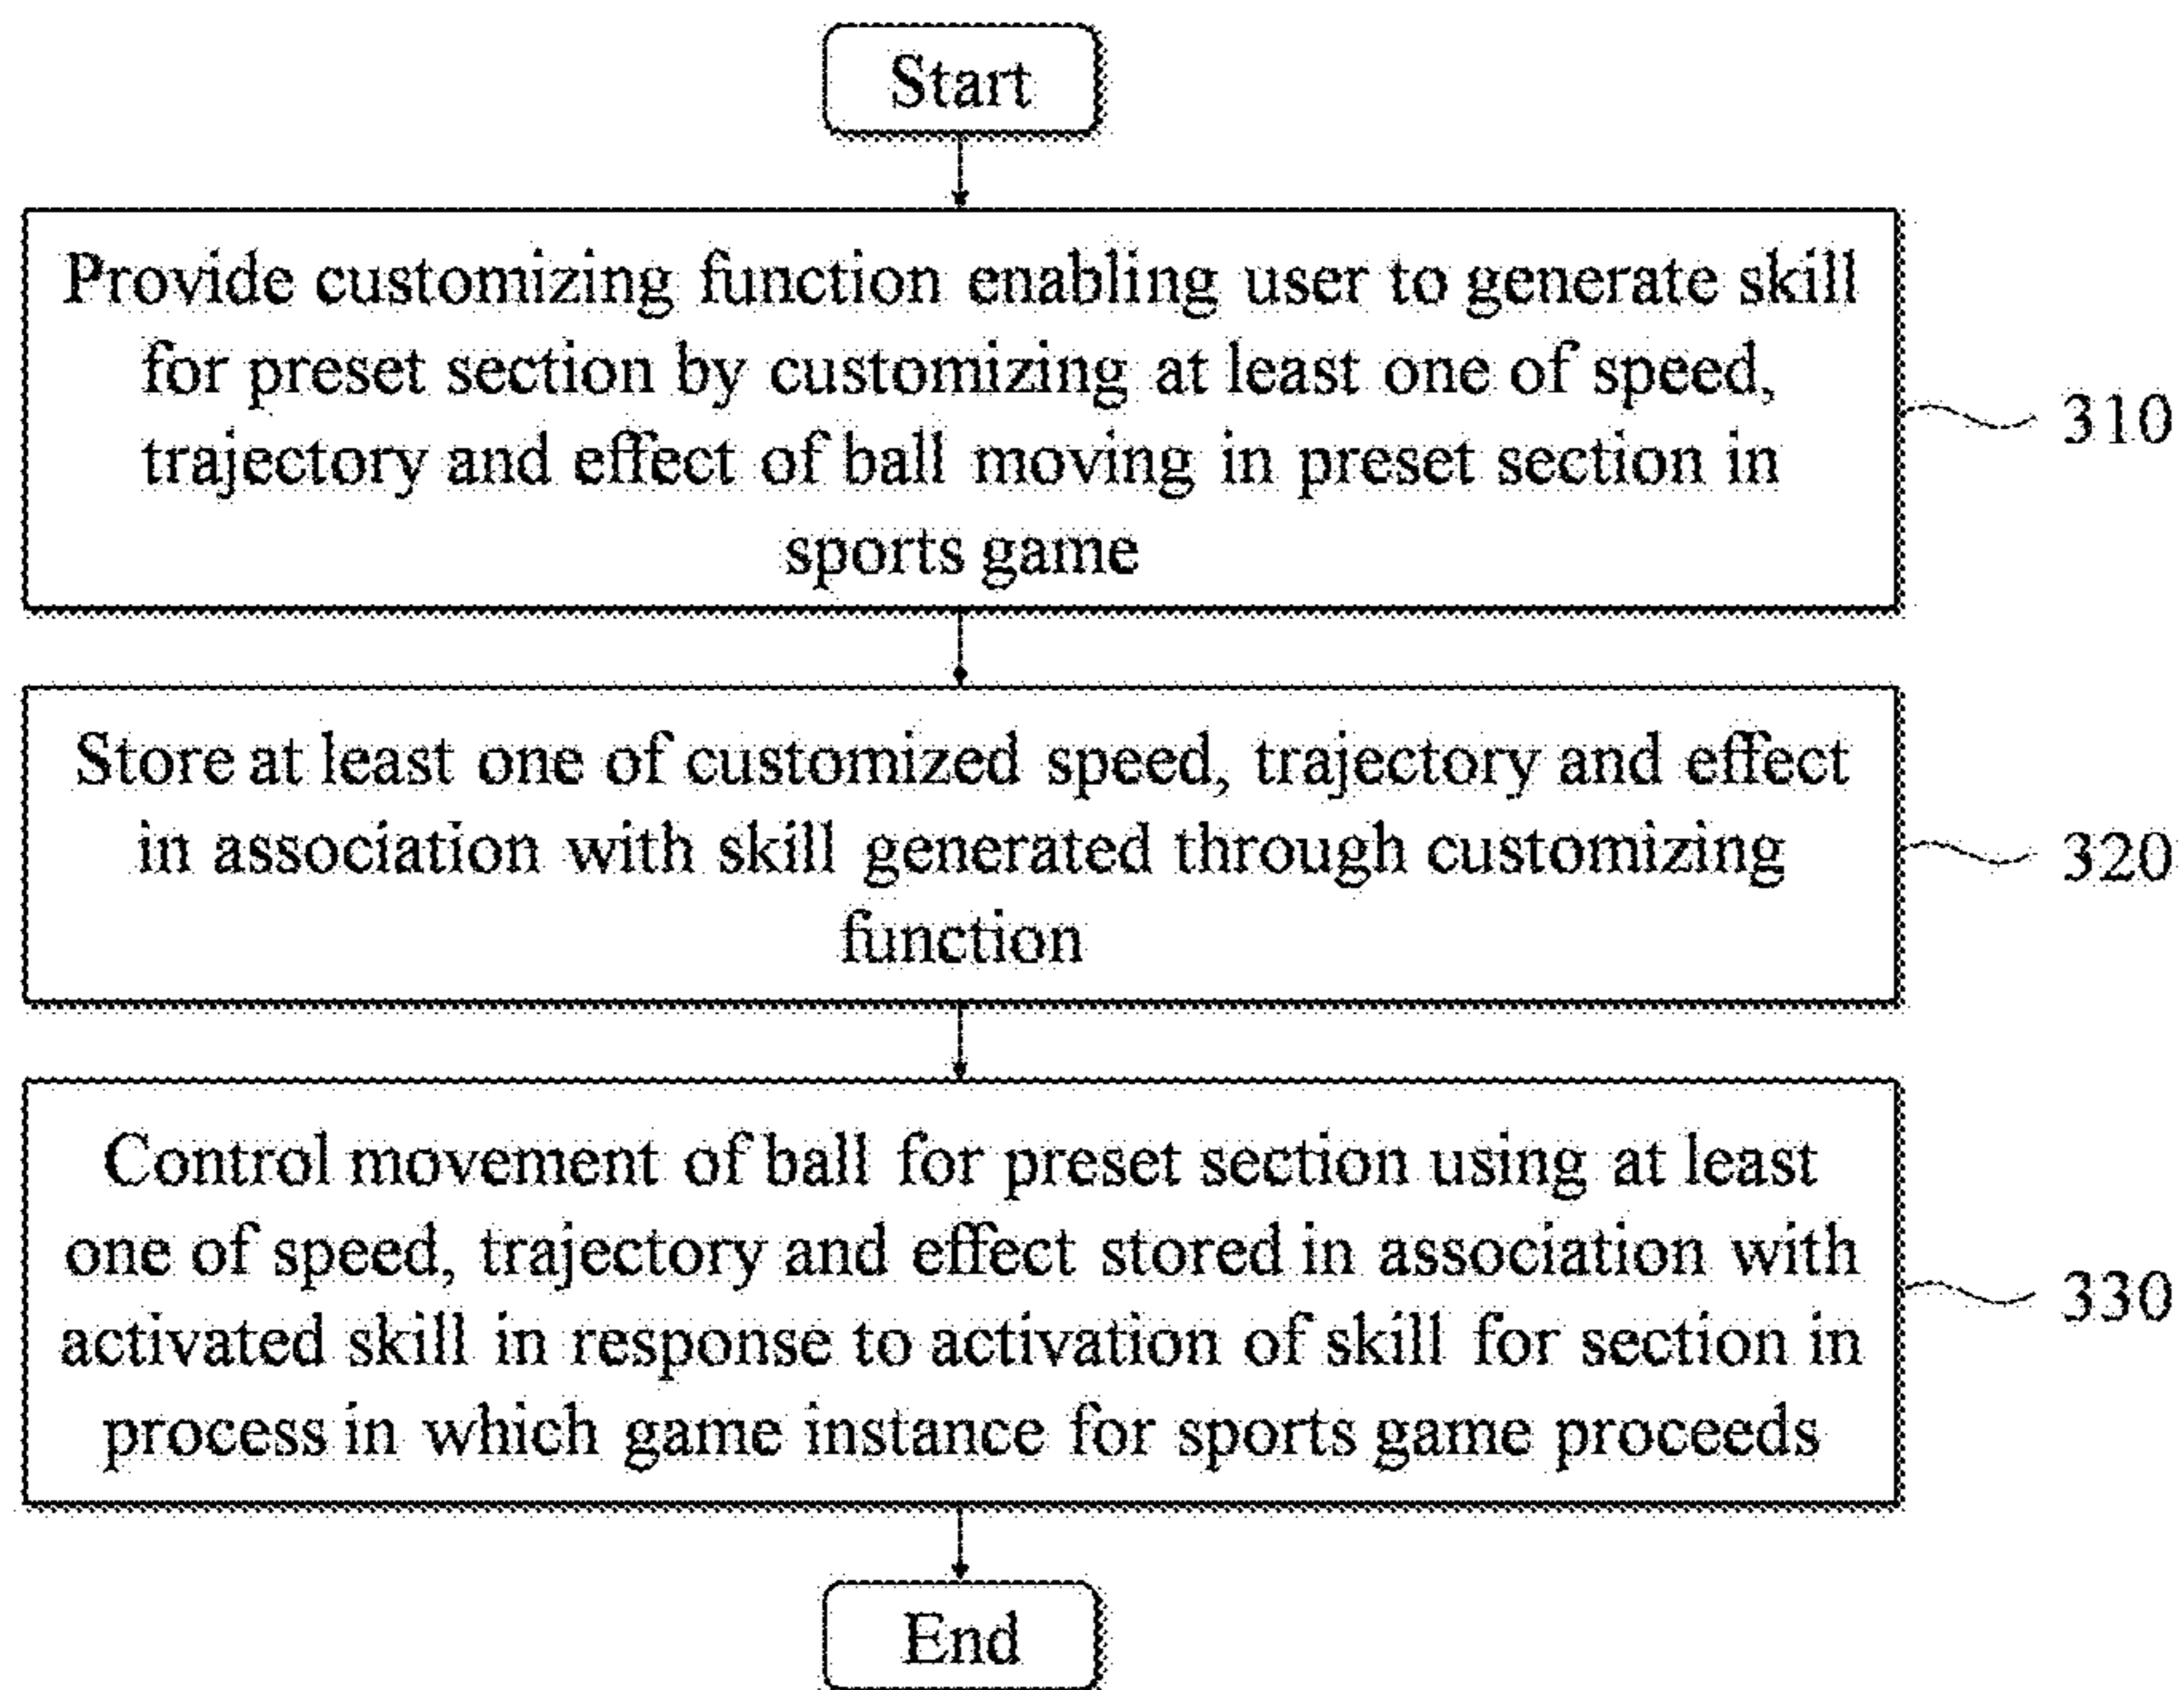 Start
Provide customizing function enabling user to generate skill
for preset section by customizing at least one of speed,
trajectory and effect of ball moving in preset section in
sports game
310
Store at least one of customized speed, trajectory and effect
in association with skill generated through customizing
function
320
Control movement of ball for preset section using at least
one of speed, trajectory and effect stored in association with
activated skill in response to activation of skill for section in
process in which game instance for sports game proceeds
330
End